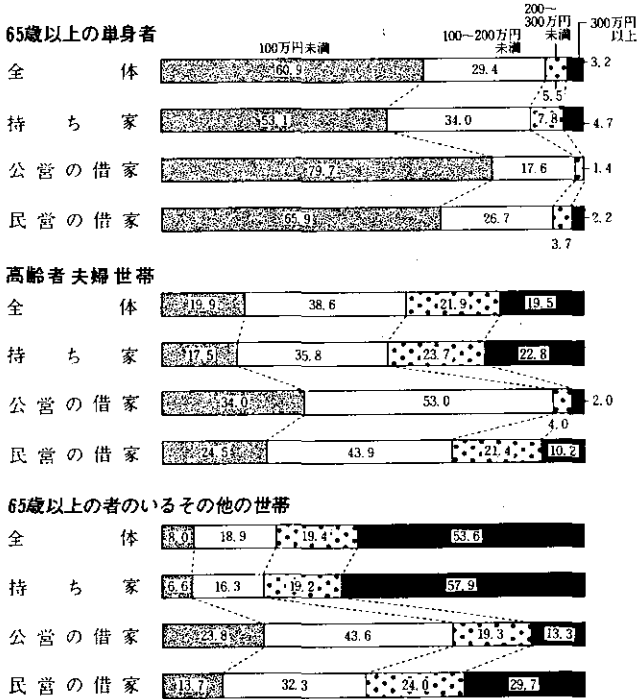 65歳以上の単身者
100万円未満
100~200万円未満
200~300万円未満
300万円以上
全体 60.9 29.4 5.5 3.2
持ち家 53.1 34.0 7.8 4.7
公営の借家 79.7 17.6 1.4
民営の借家 65.9 26.7 3.7 2.2
高齢者夫婦世帯
全体 19.9 38.6 21.9 19.5
持ち家 17.5 35.8 23.7 22.8
公営の借家 34.0 53.0 4.0 2.0
民営の借家 24.5 43.9 21.4 10.2
65歳以上の者のいるその他の世帯
全体 8.0 18.9 19.4 53.6
持ち家 6.6 16.3 19.2 57.9
公営の借家 23.8 43.6 19.3 13.3
民営の借家 13.7 32.3 24.0 29.7